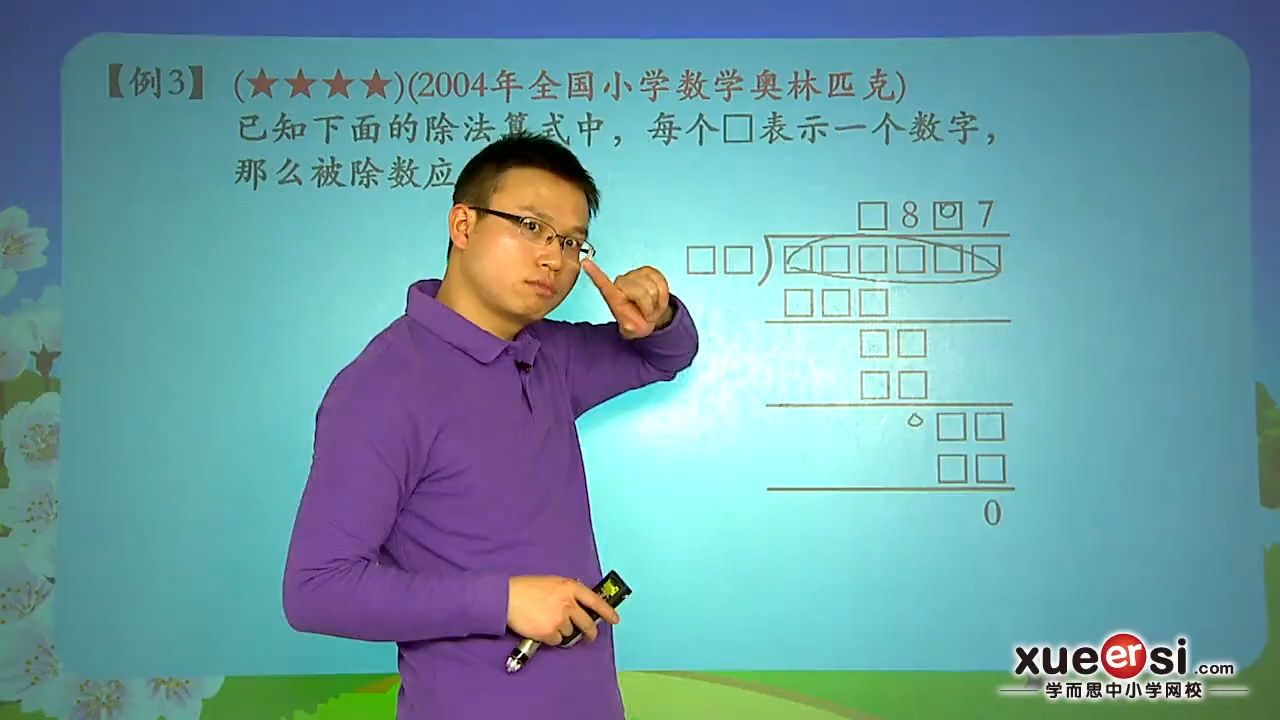 【例3】 (★★★★)(2004年全国小学数学奥林匹克)
已知下面的除法算式中，每个□表示一个数字，
那么被除数应
□8□7
□□)□□□□□□
□□□
□□
□□
0□□
□□
0
xueersi.com
学而思中小学网校